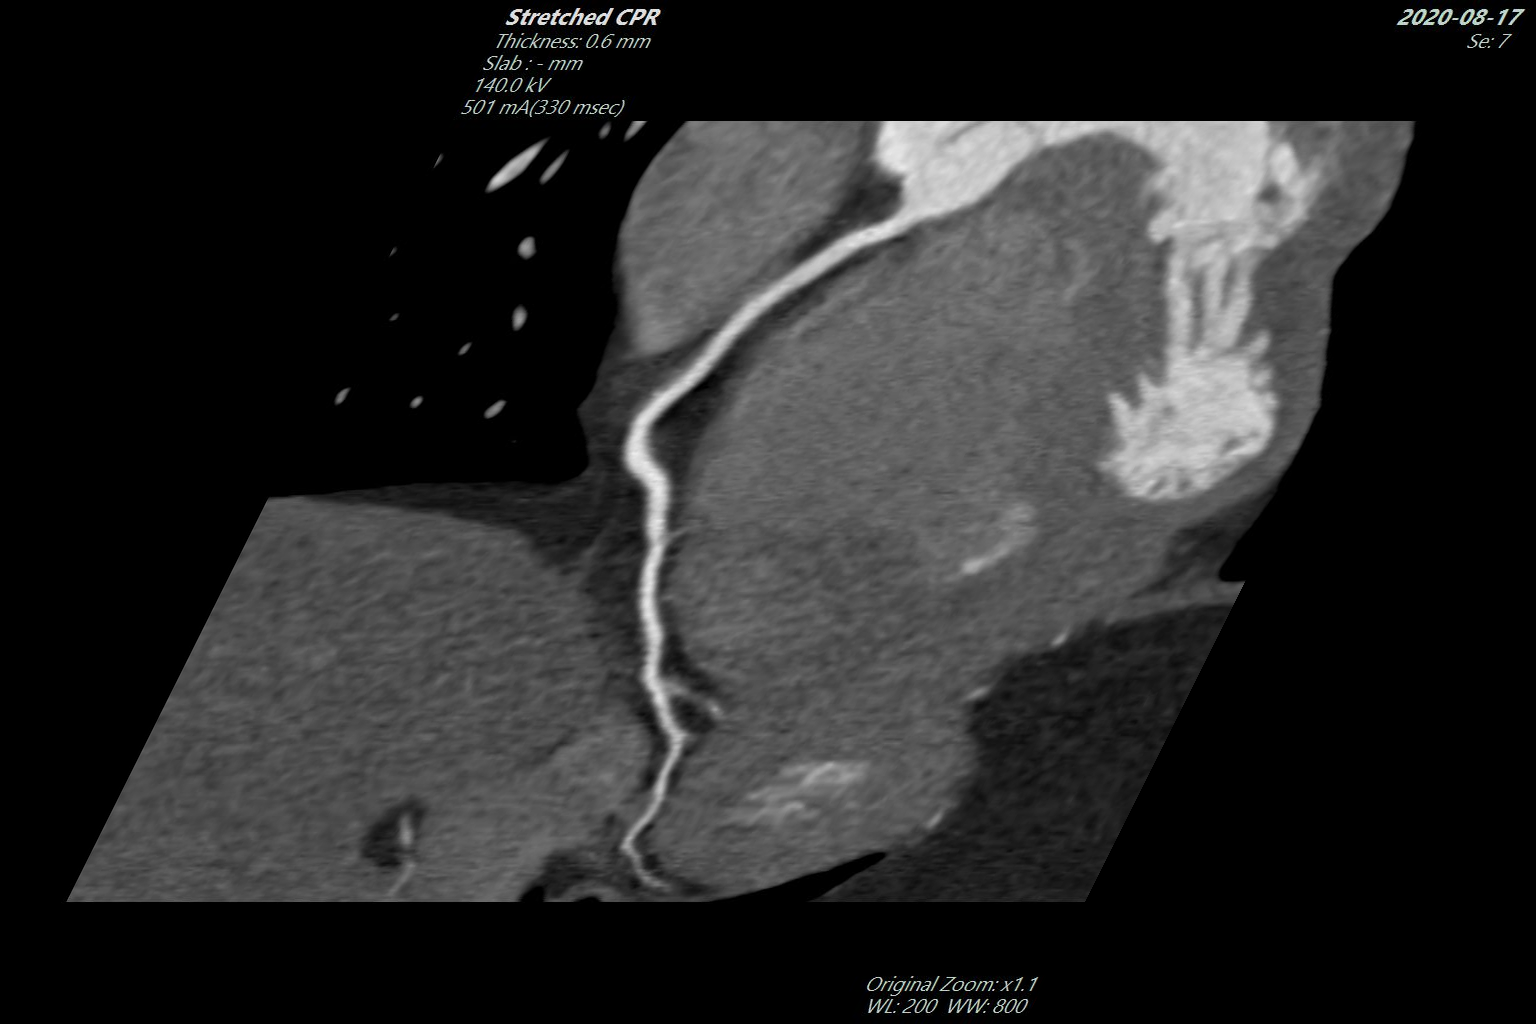 Stretched CPR
Thickness: 0.6 mm
Slab : - mm
140.0 kV
501 mA(330 msec)
2020-08-17
Se: 7
Original Zoom: x1.1
WL: 200 WW: 800